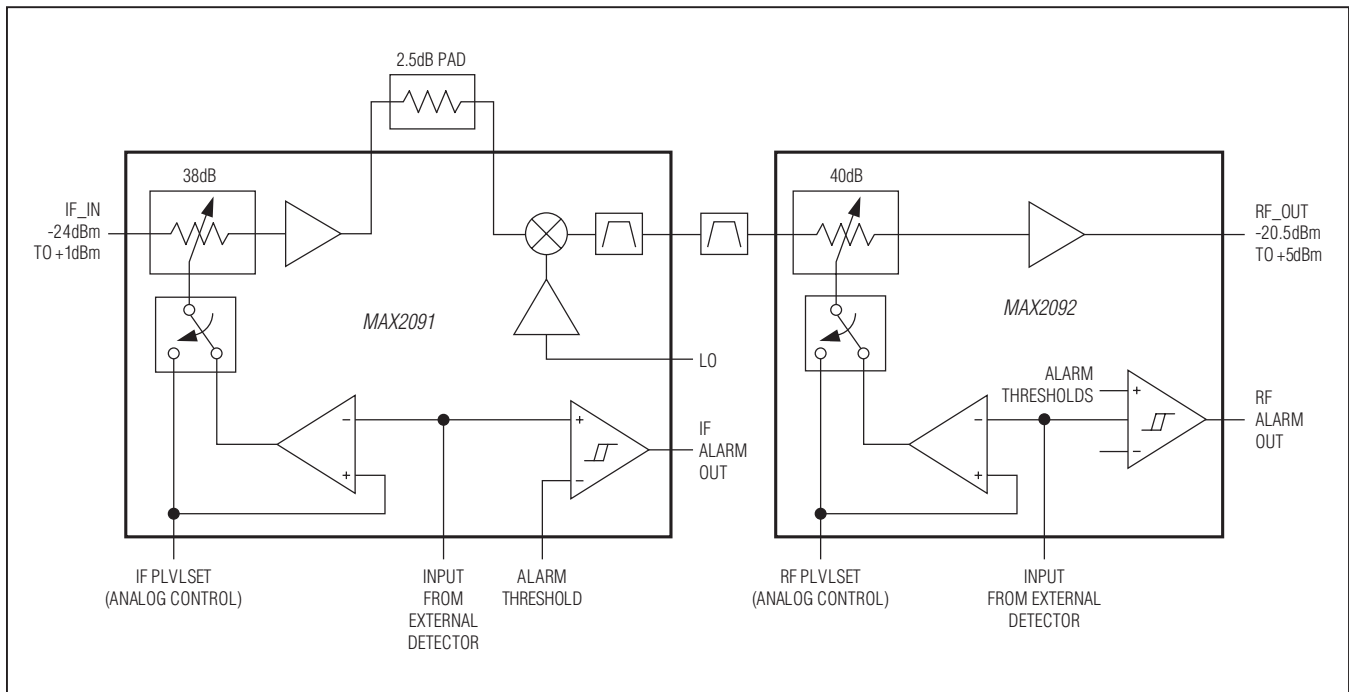 2.5dB PAD
38dB
40dB
IF_IN
-24dBm
TO +1dBm
RF_OUT
-20.5dBm
TO +5dBm
MAX2091
MAX2092
LO
ALARM
THRESHOLDS
+
-
-
+
+
-
-
+
IF
ALARM
OUT
RF
ALARM
OUT
IF PLVLSET
(ANALOG CONTROL)
INPUT
FROM
EXTERNAL
DETECTOR
ALARM
THRESHOLD
RF PLVLSET
(ANALOG CONTROL)
INPUT
FROM EXTERNAL
DETECTOR